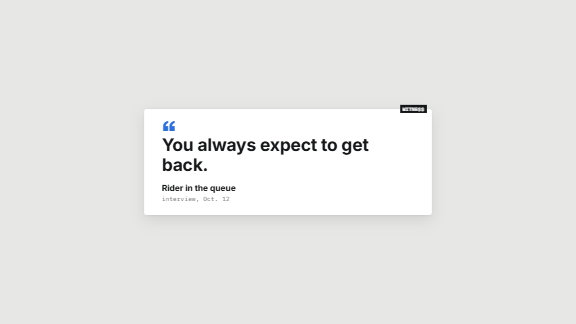 WITNESS
“
You always expect to get
back.
Rider in the queue
interview, Oct. 12